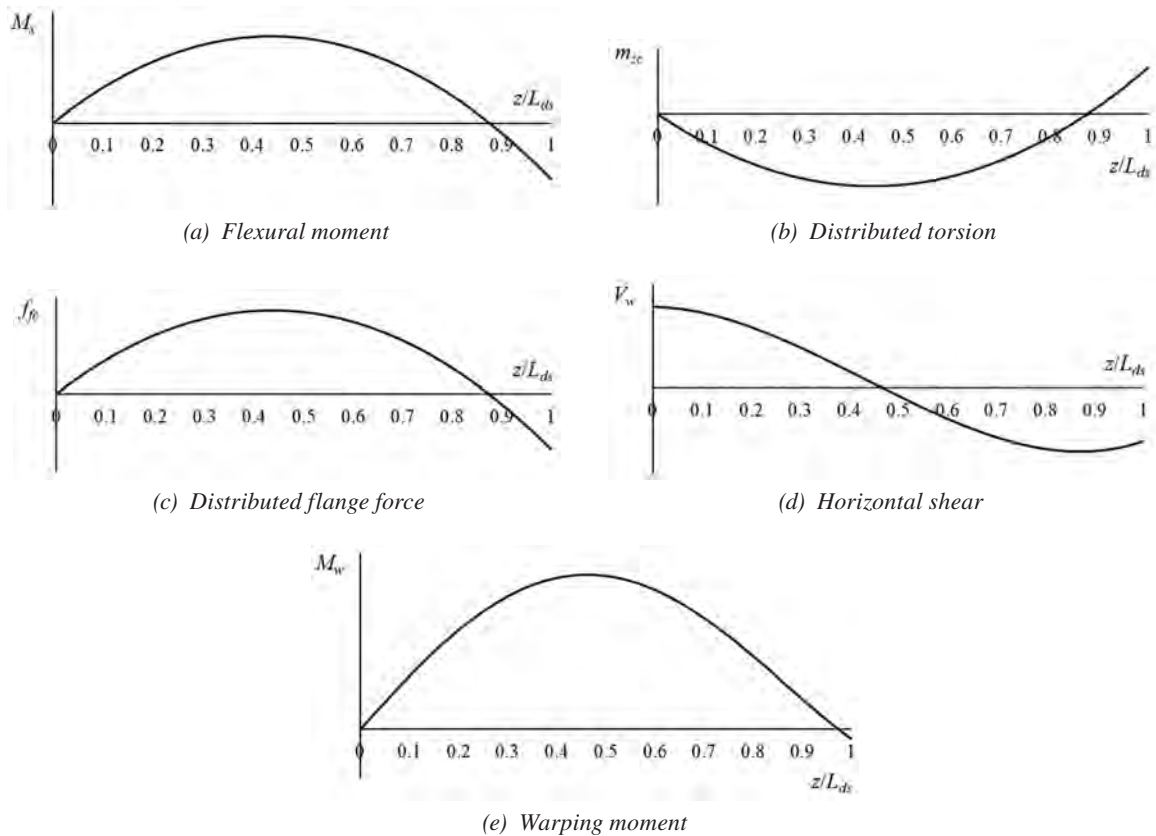 M_s
z/L_ds
0 0.1 0.2 0.3 0.4 0.5 0.6 0.7 0.8 0.9 1
(a) Flexural moment
m_zc
0 0.1 0.2 0.3 0.4 0.5 0.6 0.7 0.8 0.9 1
z/L_ds
(b) Distributed torsion
z/L_ds
0 0.1 0.2 0.3 0.4 0.5 0.6 0.7 0.8 0.9 1
(c) Distributed flange force
V_w
z/L_ds
0 0.1 0.2 0.3 0.4 0.5 0.6 0.7 0.8 0.9 1
(d) Horizontal shear
M_w
0 0.1 0.2 0.3 0.4 0.5 0.6 0.7 0.8 0.9 1
z/L_ds
(e) Warping moment